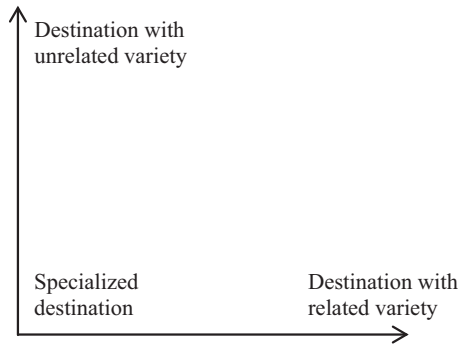 Destination with
unrelated variety
Specialized
destination
Destination with
related variety